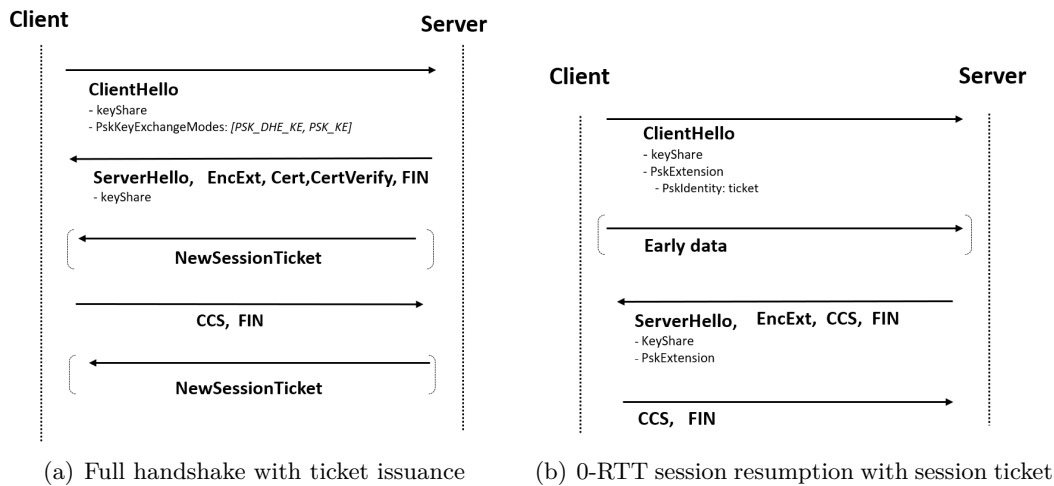 Client
Server
ClientHello
- keyShare
- PskKeyExchangeModes: [PSK_DHE_KE, PSK_KE]
ServerHello, EncExt, Cert,CertVerify, FIN
- keyShare
NewSessionTicket
CCS, FIN
NewSessionTicket
(a) Full handshake with ticket issuance
Client
Server
ClientHello
- keyShare
- PskExtension
- PskIdentity: ticket
Early data
ServerHello, EncExt, CCS, FIN
- KeyShare
- PskExtension
CCS, FIN
(b) 0-RTT session resumption with session ticket